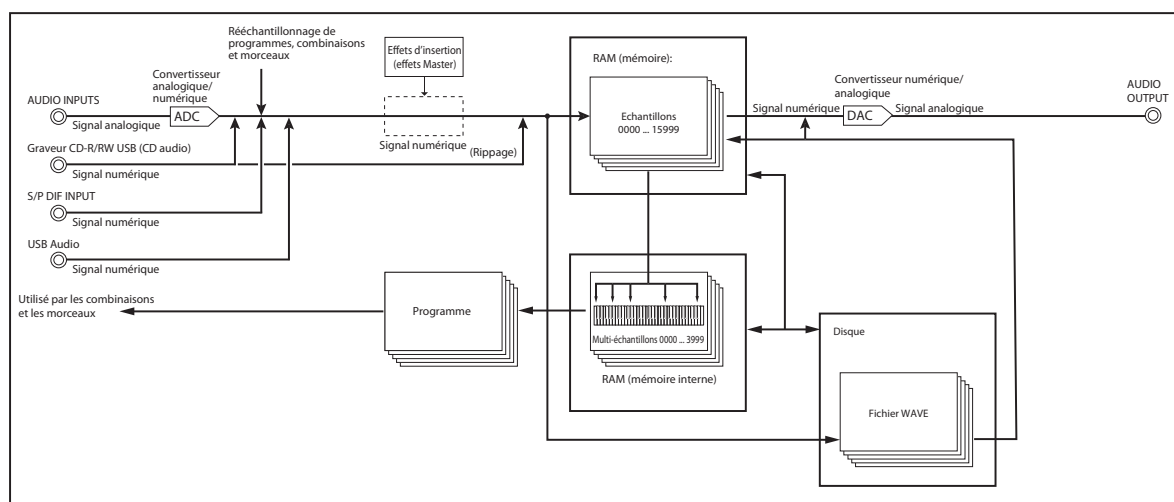 Rééchantillonnage de
programmes, combinaisons
et morceaux
Effets d’insertion
(effets Master)
Convertisseur
analogique/
numérique
AUDIO INPUTS
ADC
Signal analogique
Signal numérique
(Rippage)
Graveur CD-R/RW USB (CD audio)
Signal numérique
S/P DIF INPUT
Signal numérique
USB Audio
Signal numérique
RAM (mémoire):
Echantillons
0000 ... 15999
Convertisseur numérique/
analogique
Signal numérique
DAC
Signal analogique
AUDIO
OUTPUT
Utilisé par les combinaisons
et les morceaux
Programme
Multi-échantillons 0000 ... 3999
RAM (mémoire interne)
Disque
Fichier WAVE